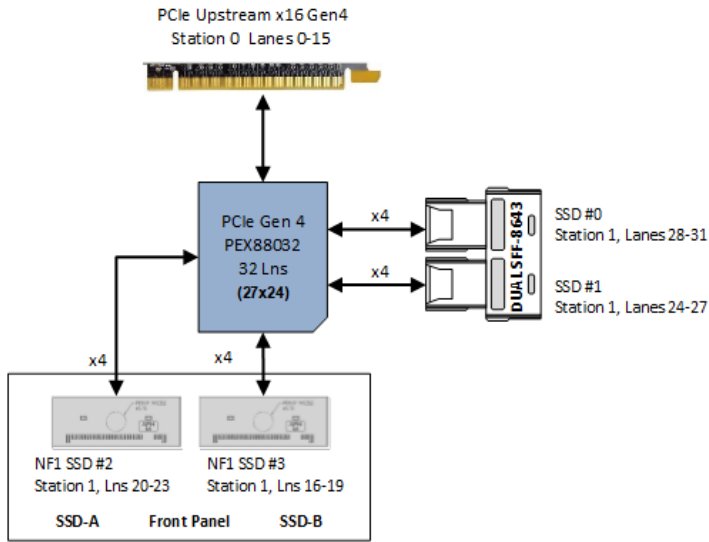 PCIe Upstream x16 Gen4
Station 0 Lanes 0-15
PCIe Gen 4
PEX88032
32 Lns
(27x24)
x4
x4
DUAL SFF-8643
SSD #0
Station 1, Lanes 28-31
SSD #1
Station 1, Lanes 24-27
x4
x4
NF1 SSD #2
Station 1, Lns 20-23
NF1 SSD #3
Station 1, Lns 16-19
SSD-A Front Panel SSD-B